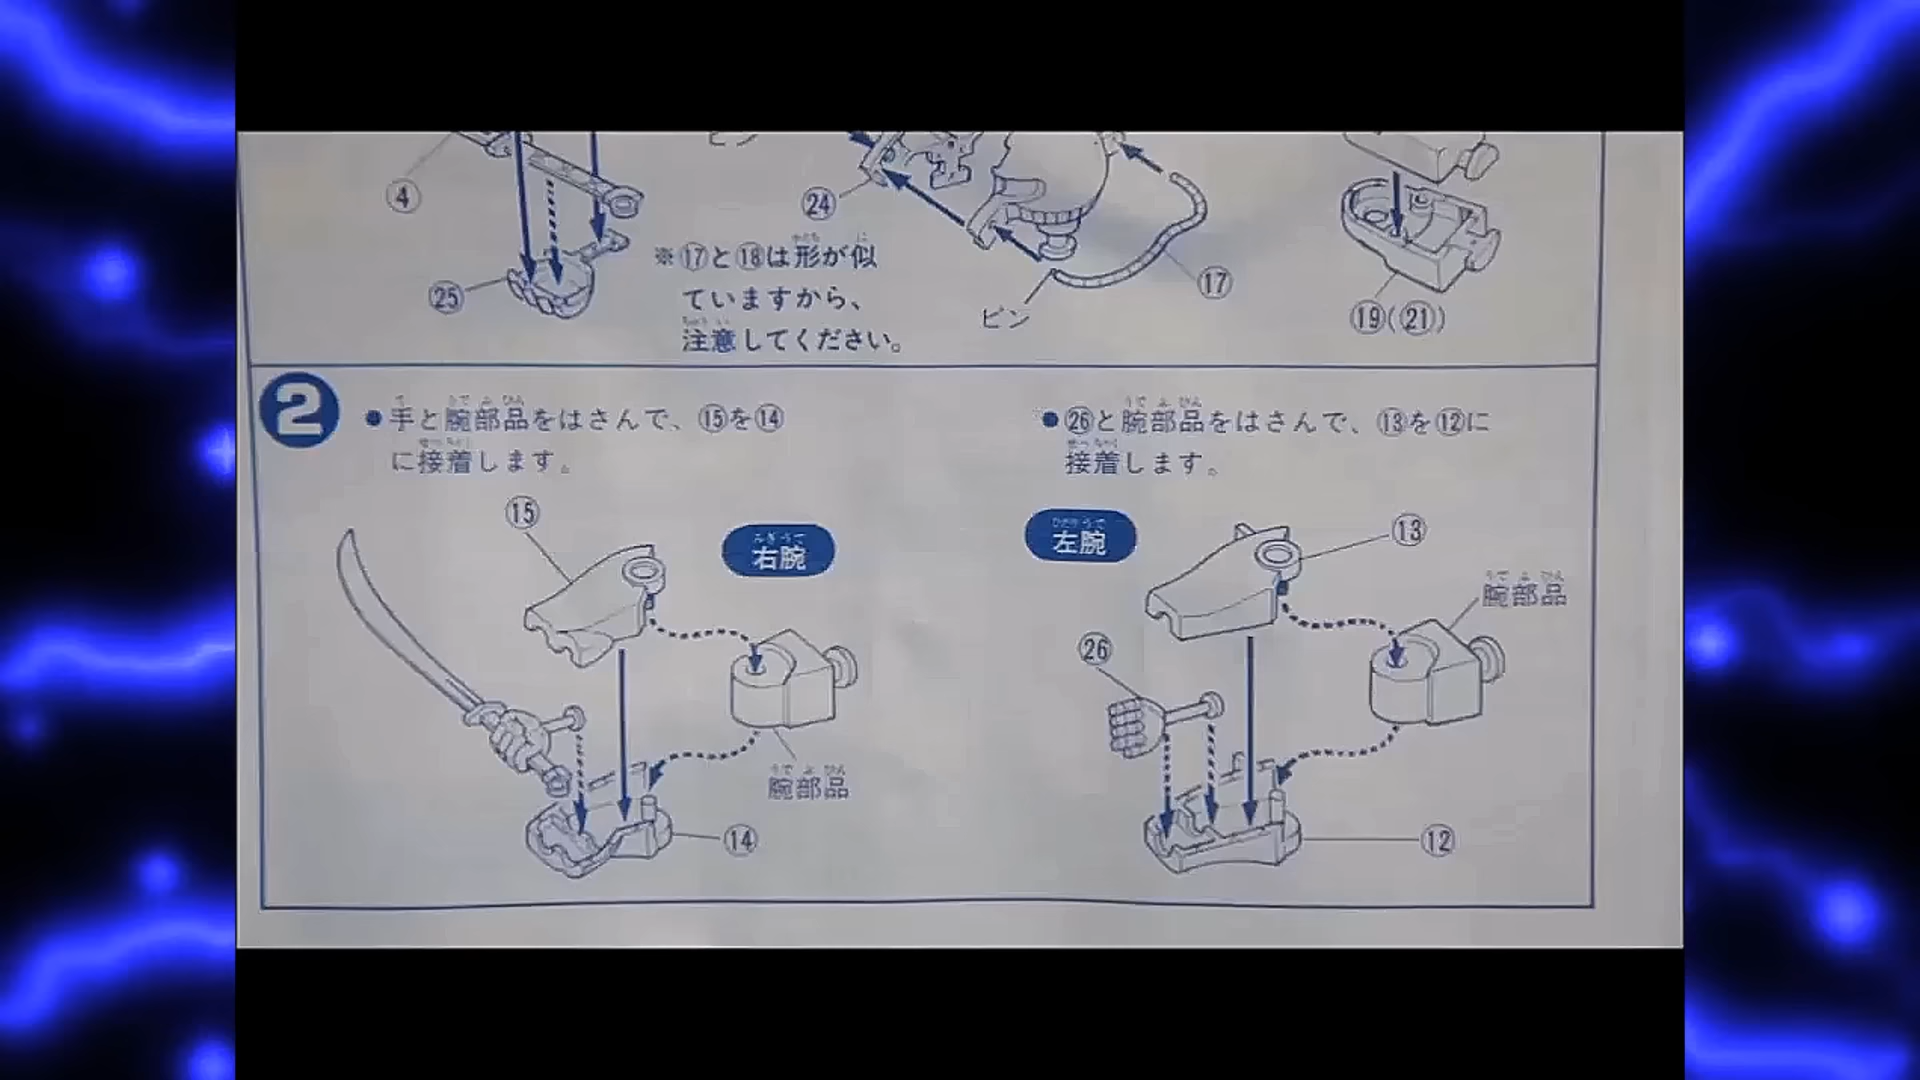 ④
㉔
㉕
※⑰と⑱は形が似
ていますから、
注意してください。
ピン
⑰
⑲(㉑)
2
●手と腕部品をはさんで、⑮を⑭
に接着します。
⑮
右腕
腕部品
⑭
●㉖と腕部品をはさんで、⑬を⑫に
接着します。
左腕
⑬
腕部品
㉖
⑫